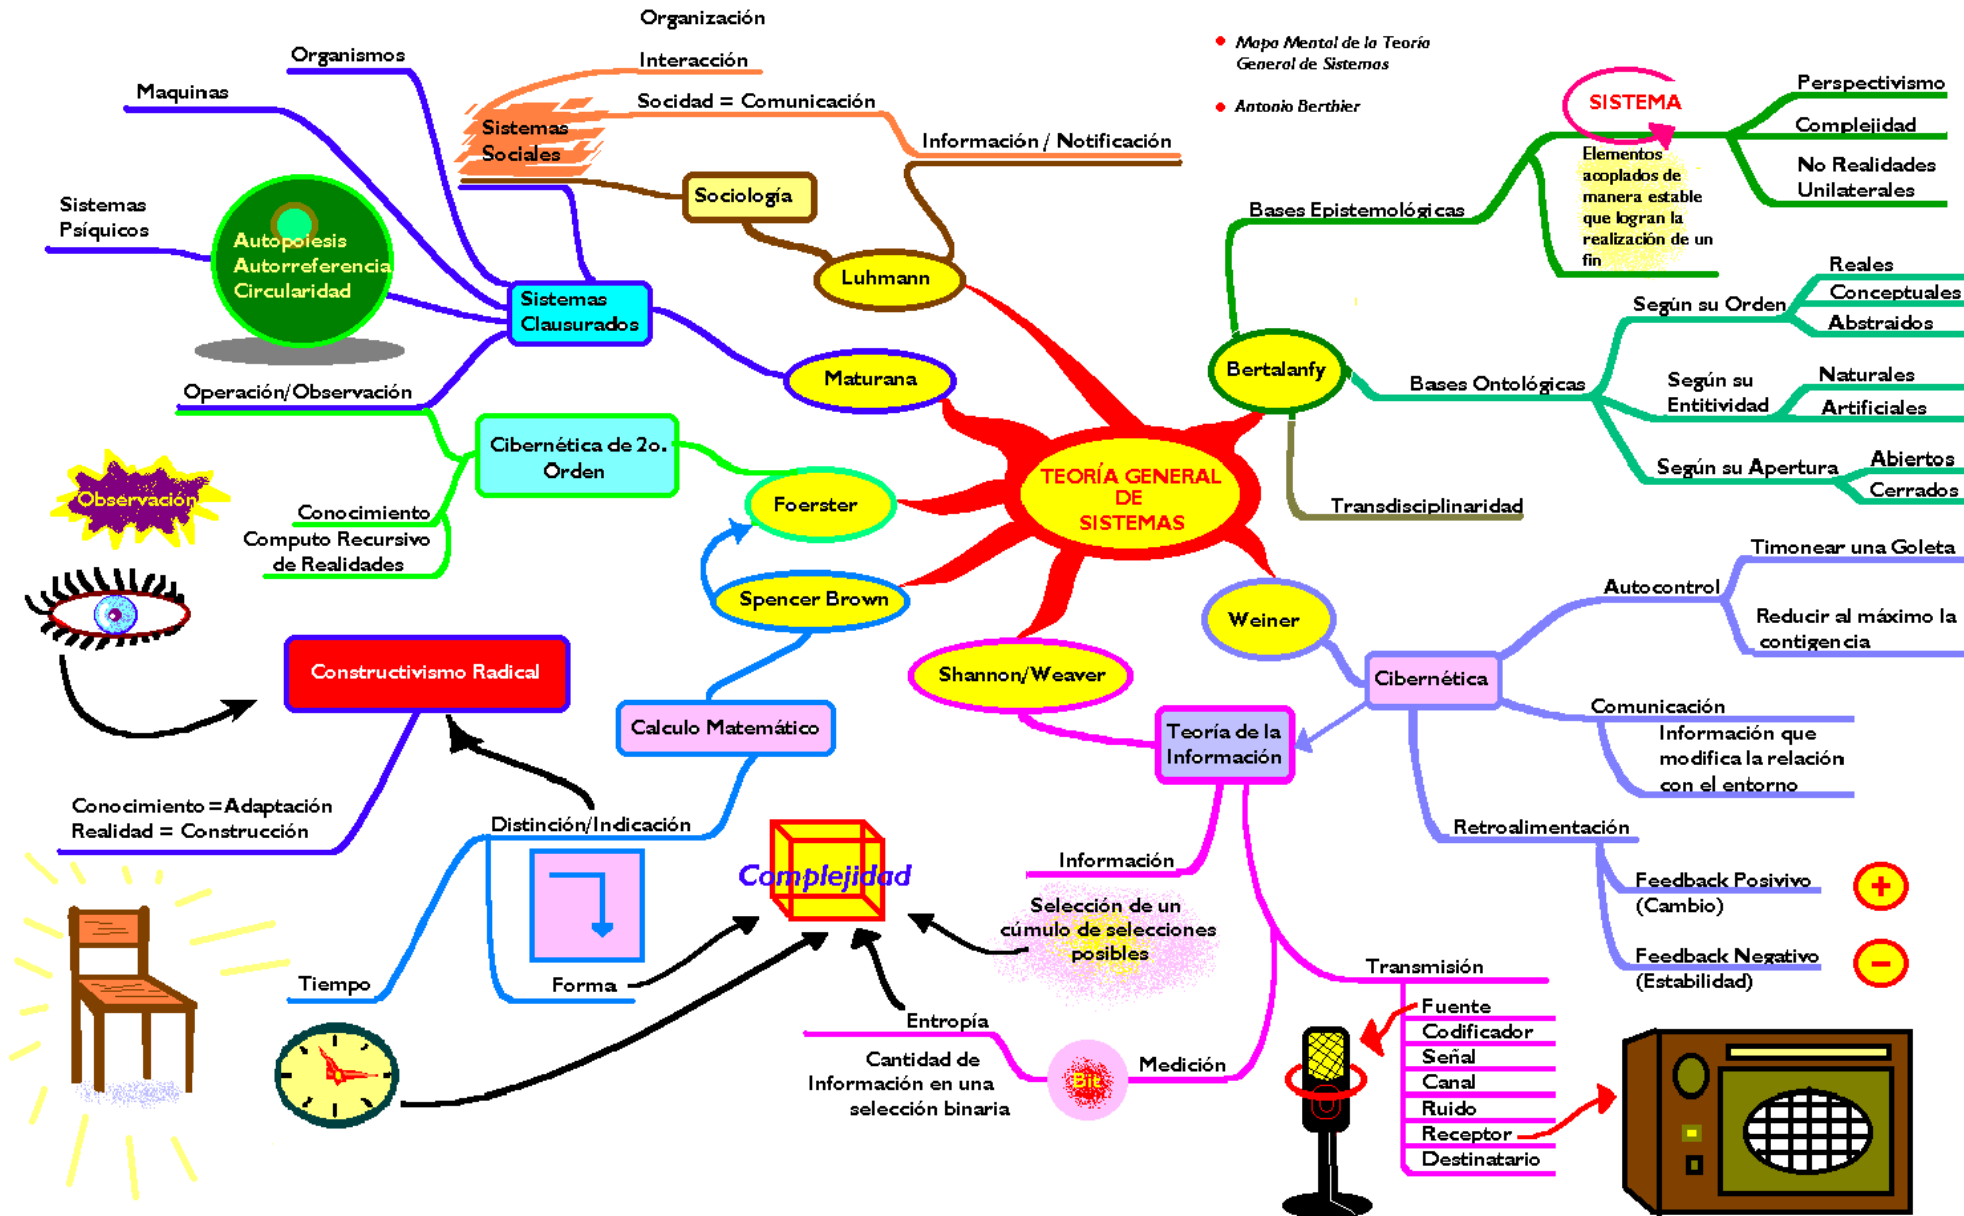 Organización
Organismos
Interacción
Maquinas
Socidad = Comunicación
Sistemas
Sociales
Información / Notificación
Sociología
Sistemas
Psíquicos
Autopoiesis
Autorreferencia
Circularidad
Luhmann
Sistemas
Clausurados
Maturana
Operación/Observación
Cibernética de 2o.
Orden
Observación
Foerster
Conocimiento
Computo Recursivo
de Realidades
Spencer Brown
Constructivismo Radical
Calculo Matemático
Conocimiento = Adaptación
Realidad = Construcción
Distinción/Indicación
Complejidad
Tiempo
Forma
TEORÍA GENERAL
DE
SISTEMAS
Mapa Mental de la Teoría
General de Sistemas
Antonio Berthier
SISTEMA
Perspectivismo
Complejidad
No Realidades
Unilaterales
Elementos
acoplados de
manera estable
que logran la
realización de un
fin
Bases Epistemológicas
Bertalanfy
Bases Ontológicas
Según su Orden
Reales
Conceptuales
Abstraidos
Según su
Entitividad
Naturales
Artificiales
Según su Apertura
Abiertos
Cerrados
Transdisciplinaridad
Weiner
Cibernética
Autocontrol
Timonear una Goleta
Reducir al máximo la
contigencia
Comunicación
Información que
modifica la relación
con el entorno
Retroalimentación
Feedback Posivivo
(Cambio)
+
Feedback Negativo
(Estabilidad)
−
Shannon/Weaver
Teoría de la
Información
Información
Selección de un
cúmulo de selecciones
posibles
Entropía
Cantidad de
Información en una
selección binaria
Bit
Medición
Transmisión
Fuente
Codificador
Señal
Canal
Ruido
Receptor
Destinatario